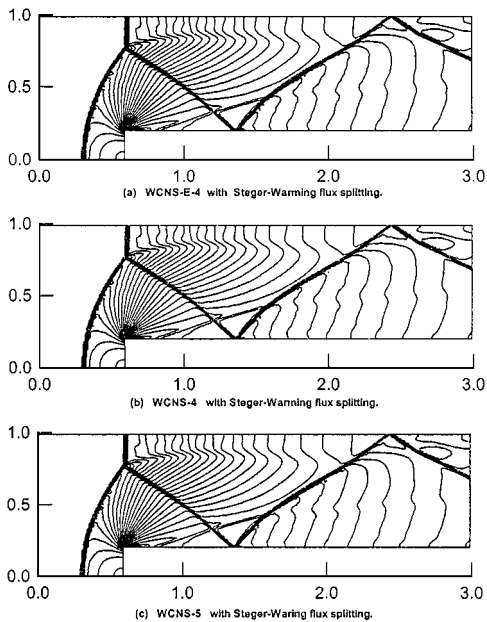 1.0
0.5
0.0
0.0 1.0 2.0 3.0
(a) WCNS-E-4 with Steger-Warming flux splitting.
1.0
0.5
0.0
0.0 1.0 2.0 3.0
(b) WCNS-4 with Steger-Warming flux splitting.
1.0
0.5
0.0
0.0 1.0 2.0 3.0
(c) WCNS-5 with Steger-Waring flux splitting.